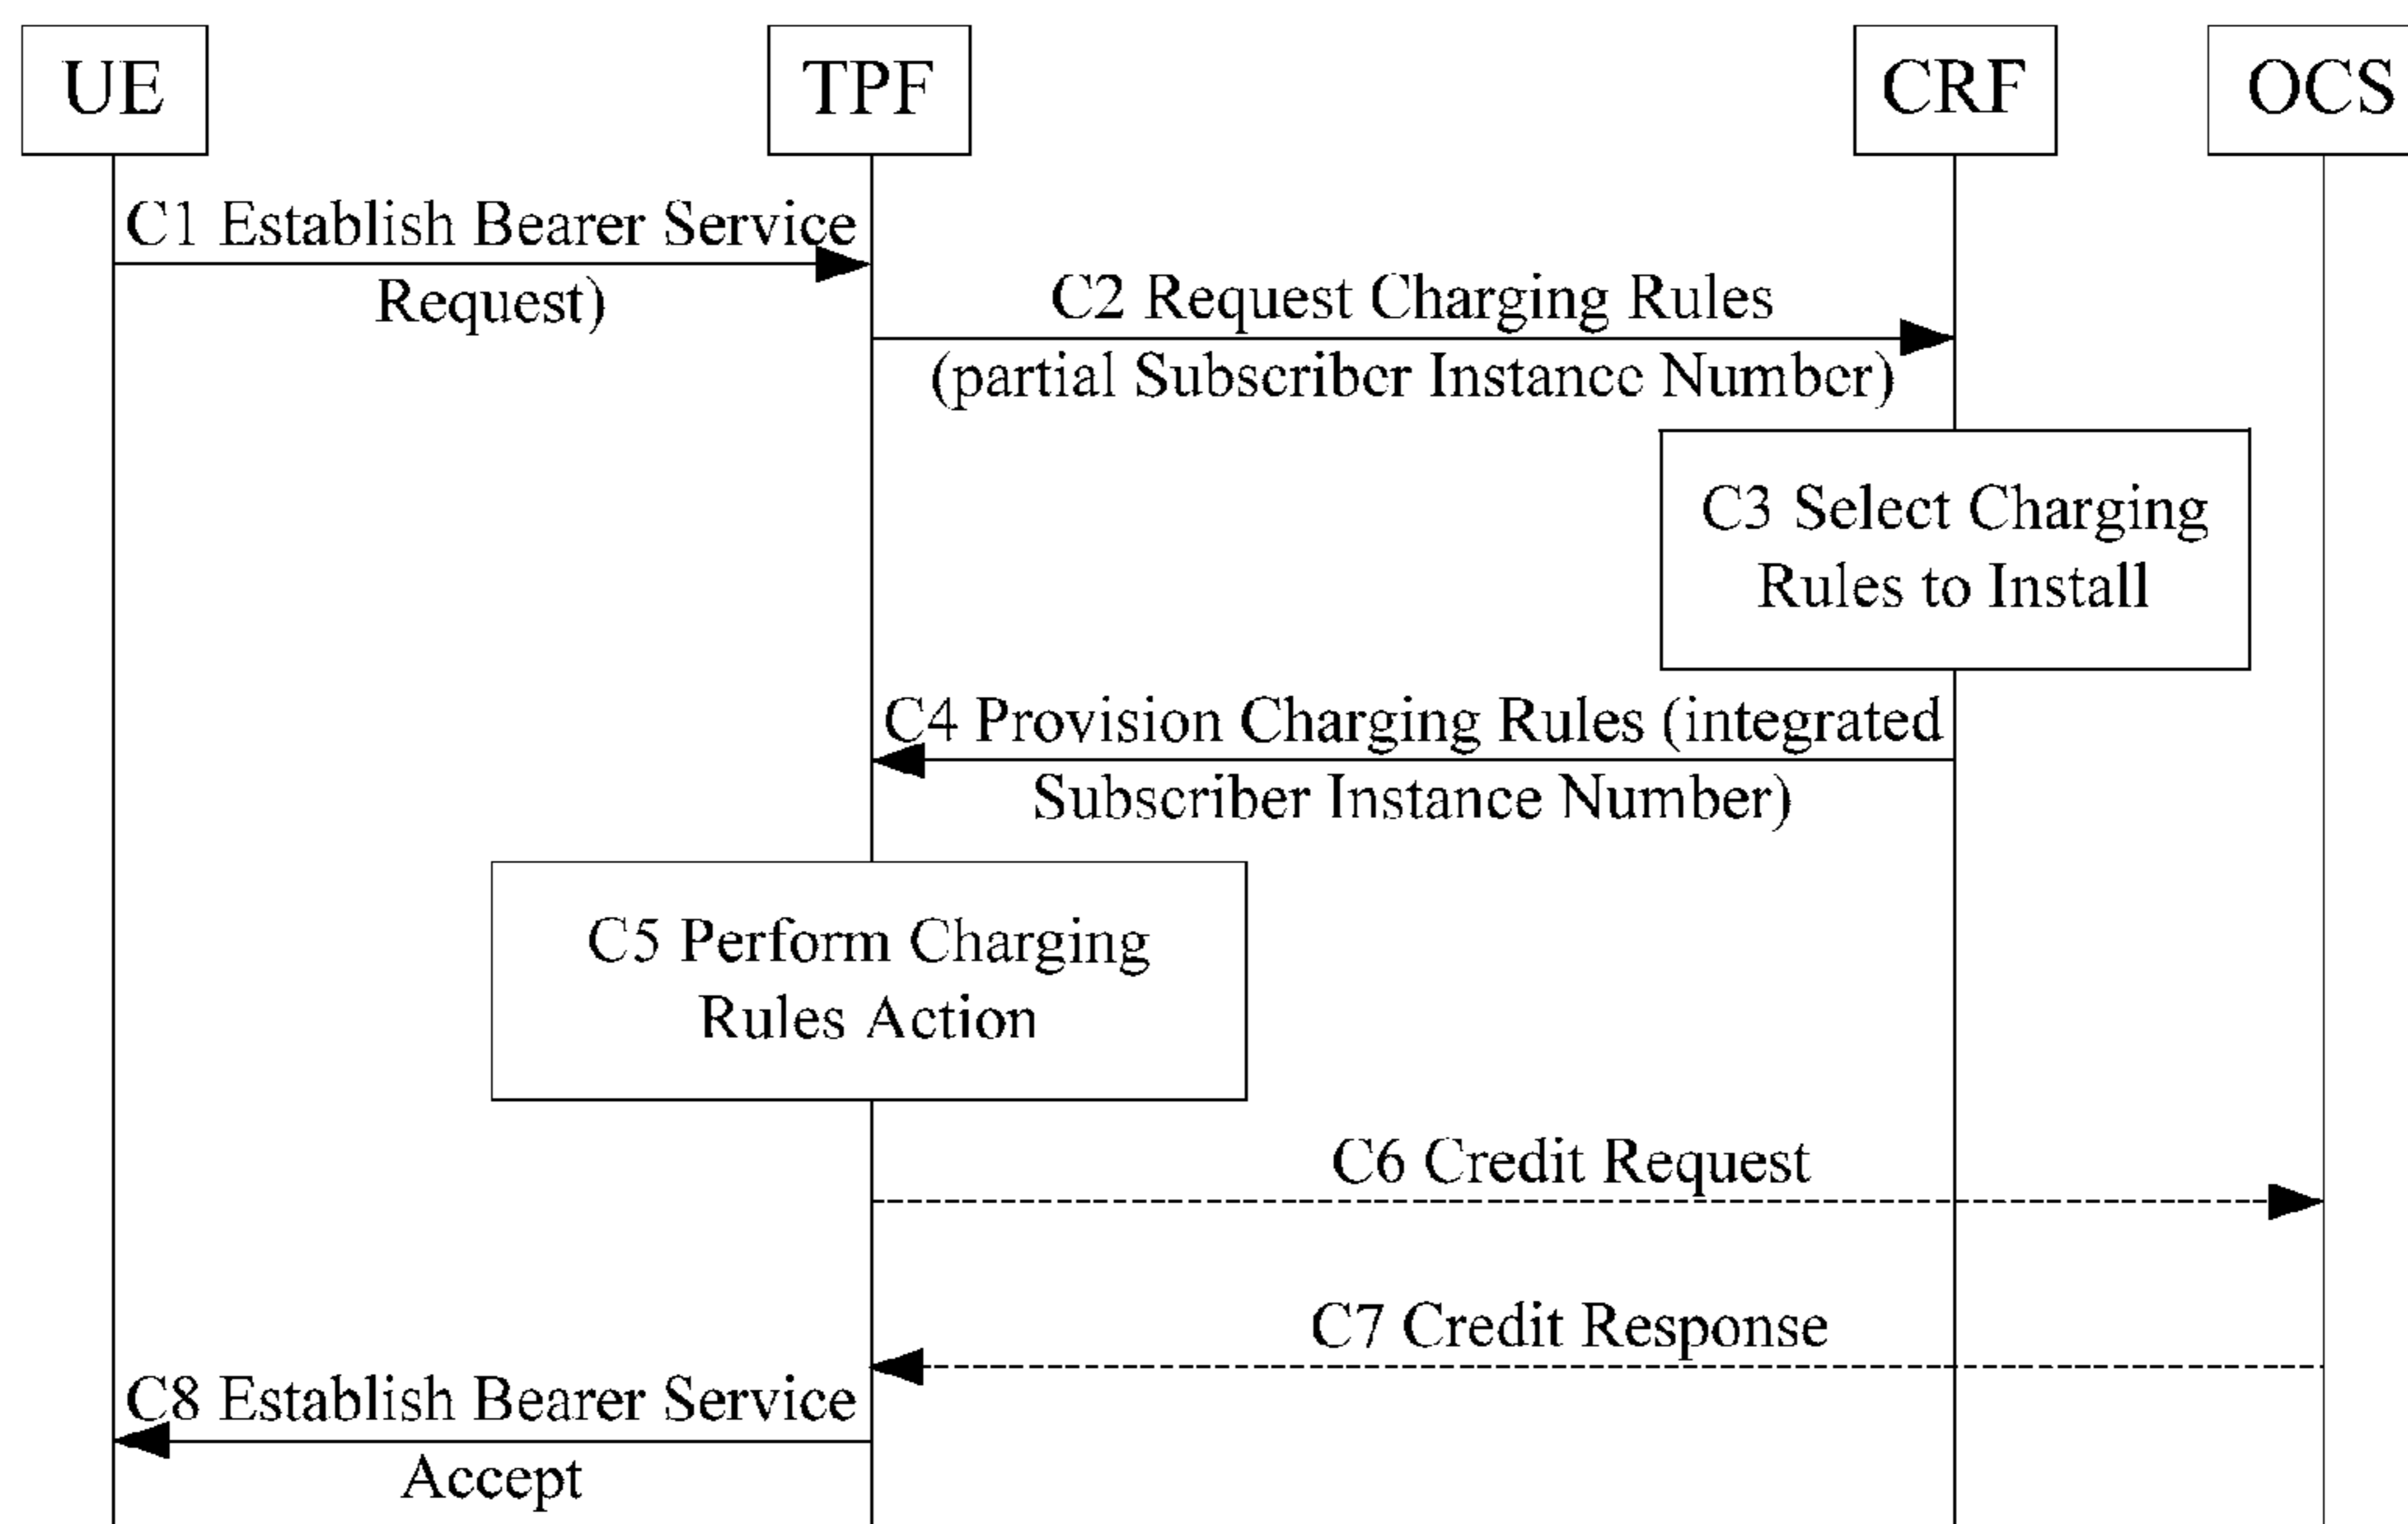 UE
TPF
CRF
OCS
C1 Establish Bearer Service
Request)
C2 Request Charging Rules
(partial Subscriber Instance Number)
C3 Select Charging
Rules to Install
C4 Provision Charging Rules (integrated
Subscriber Instance Number)
C5 Perform Charging
Rules Action
C6 Credit Request
C7 Credit Response
C8 Establish Bearer Service
Accept